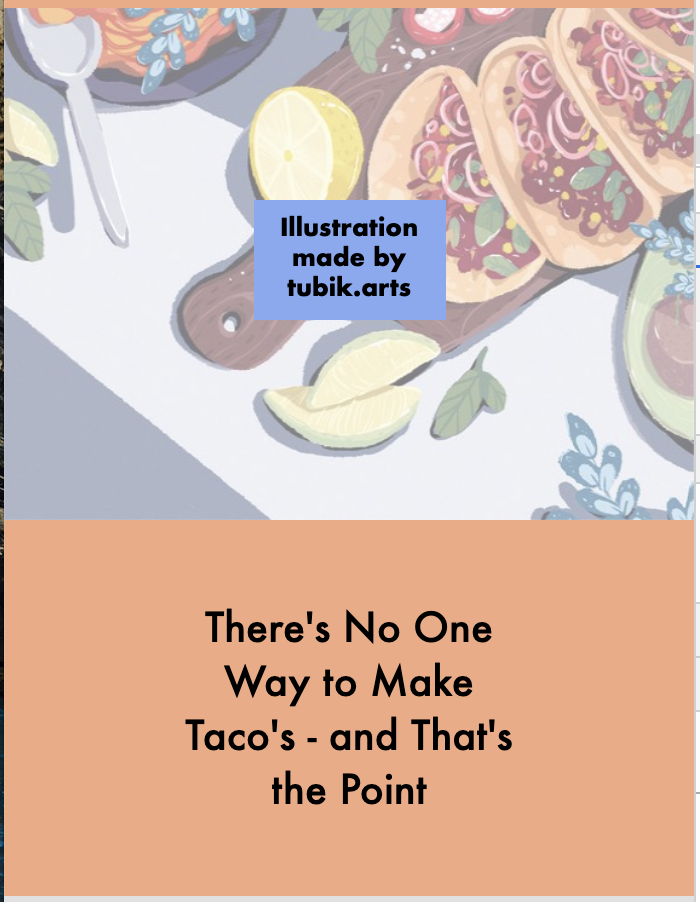 Illustration
made by
tubik.arts
There's No One
Way to Make
Taco's - and That's
the Point